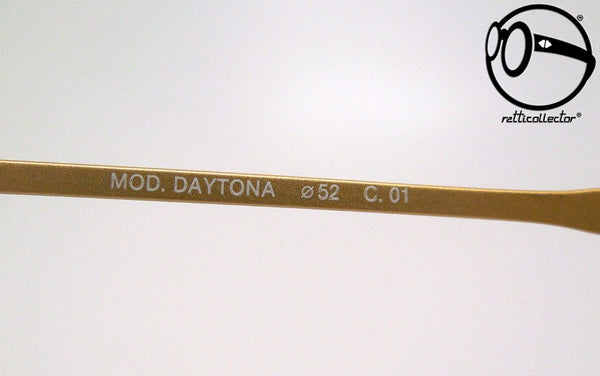 retticollector®
MOD. DAYTONA ⌀52 C. 01